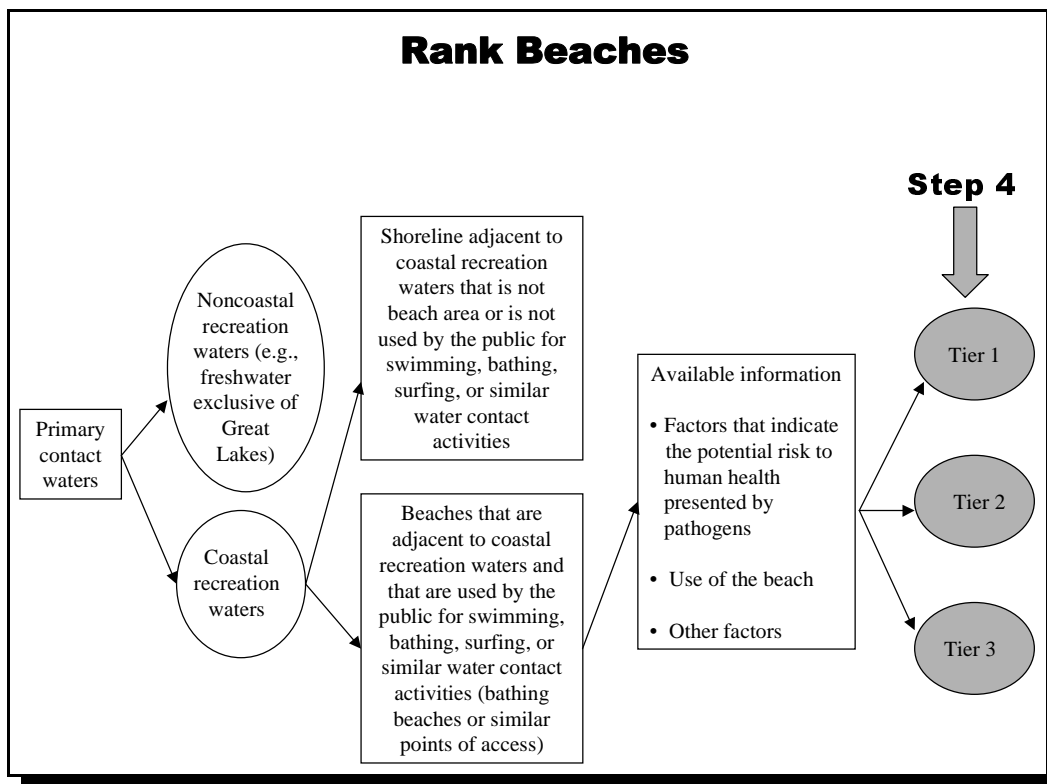 Rank Beaches
Step 4
Primary
contact
waters
Noncoastal
recreation
waters (e.g.,
freshwater
exclusive of
Great
Lakes)
Coastal
recreation
waters
Shoreline adjacent to
coastal recreation
waters that is not
beach area or is not
used by the public for
swimming, bathing,
surfing, or similar
water contact
activities
Beaches that are
adjacent to coastal
recreation waters and
that are used by the
public for swimming,
bathing, surfing, or
similar water contact
activities (bathing
beaches or similar
points of access)
Available information
• Factors that indicate
the potential risk to
human health
presented by
pathogens
• Use of the beach
• Other factors
Tier 1
Tier 2
Tier 3